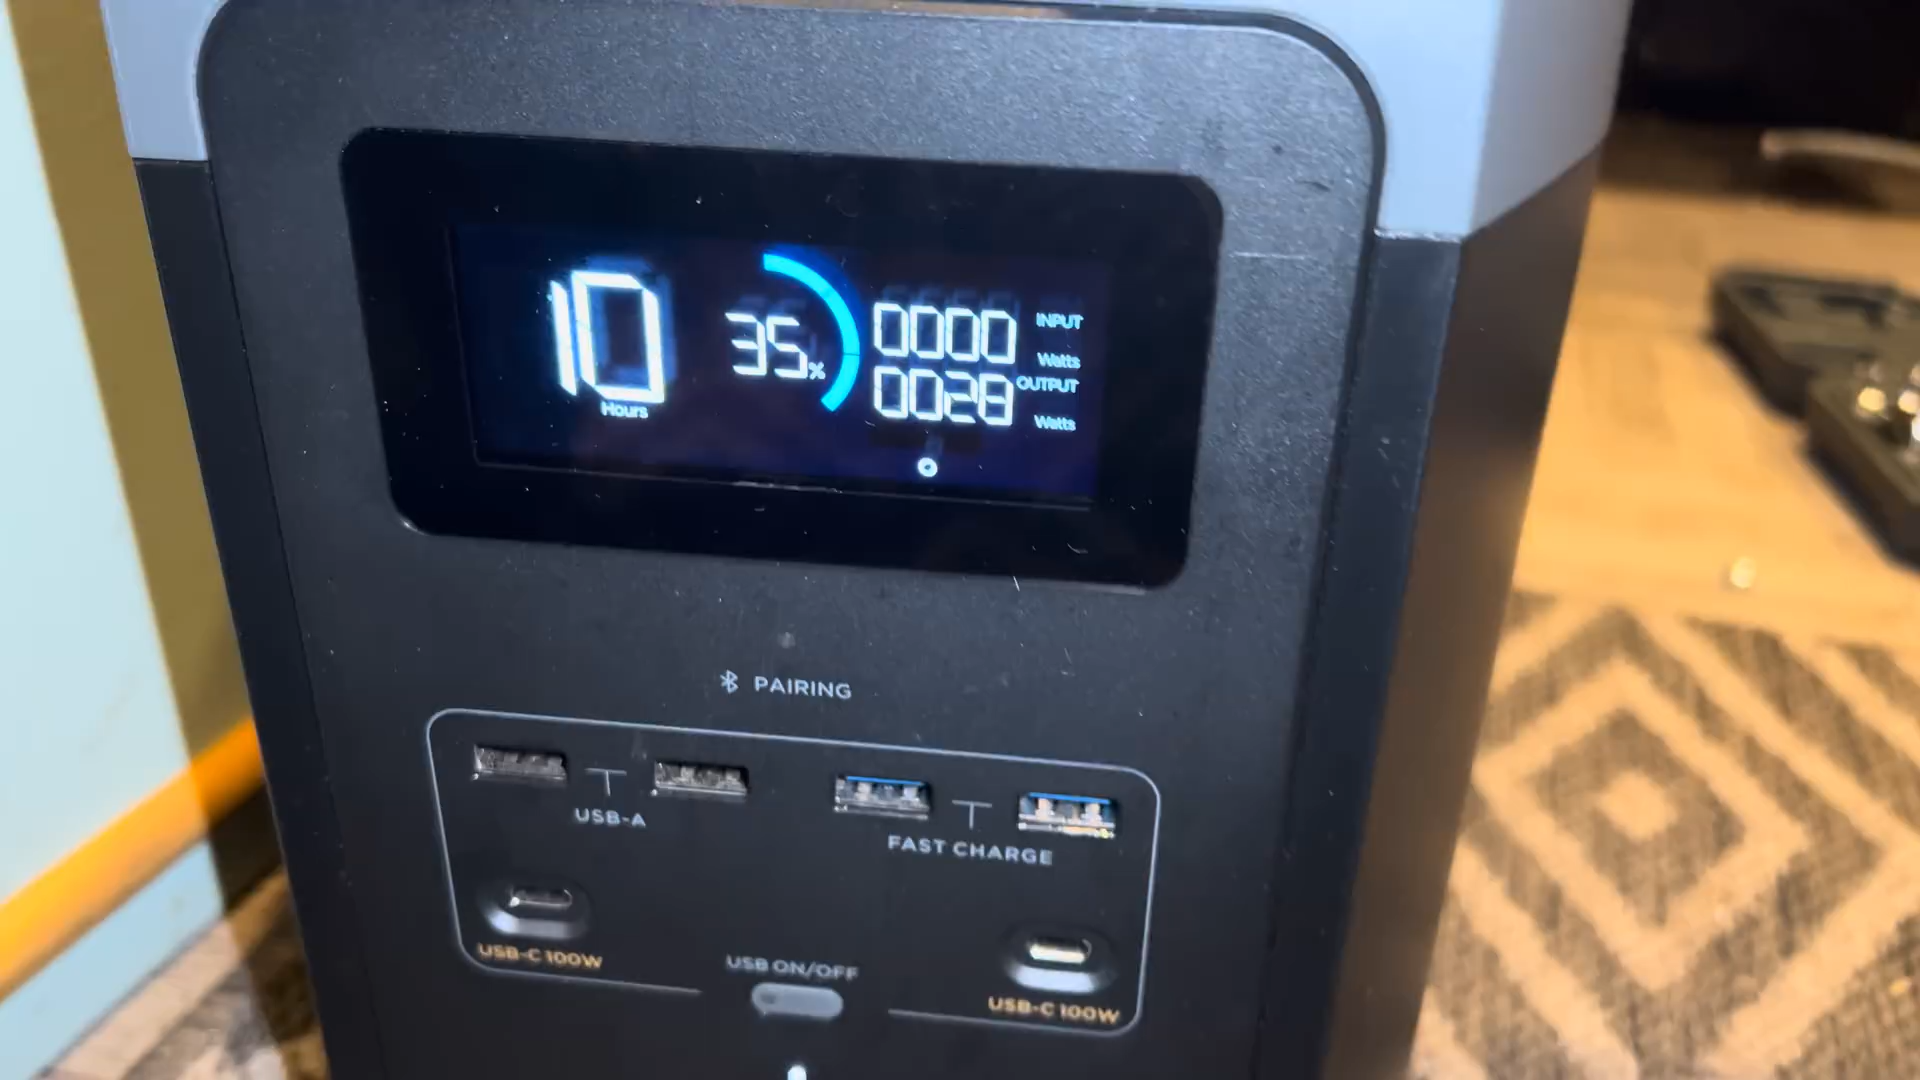 10
Hours
35%
0000 INPUT
Watts
0028 OUTPUT
Watts
PAIRING
USB-A
FAST CHARGE
USB-C 100W
USB ON/OFF
USB-C 100W